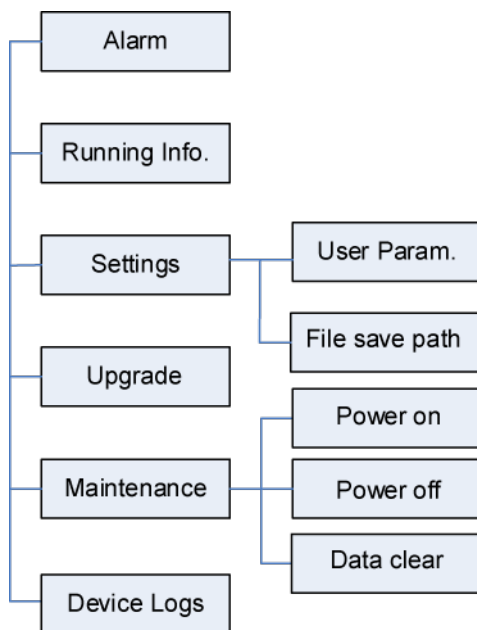 Alarm
Running Info.
Settings
User Param.
File save path
Upgrade
Maintenance
Power on
Power off
Data clear
Device Logs